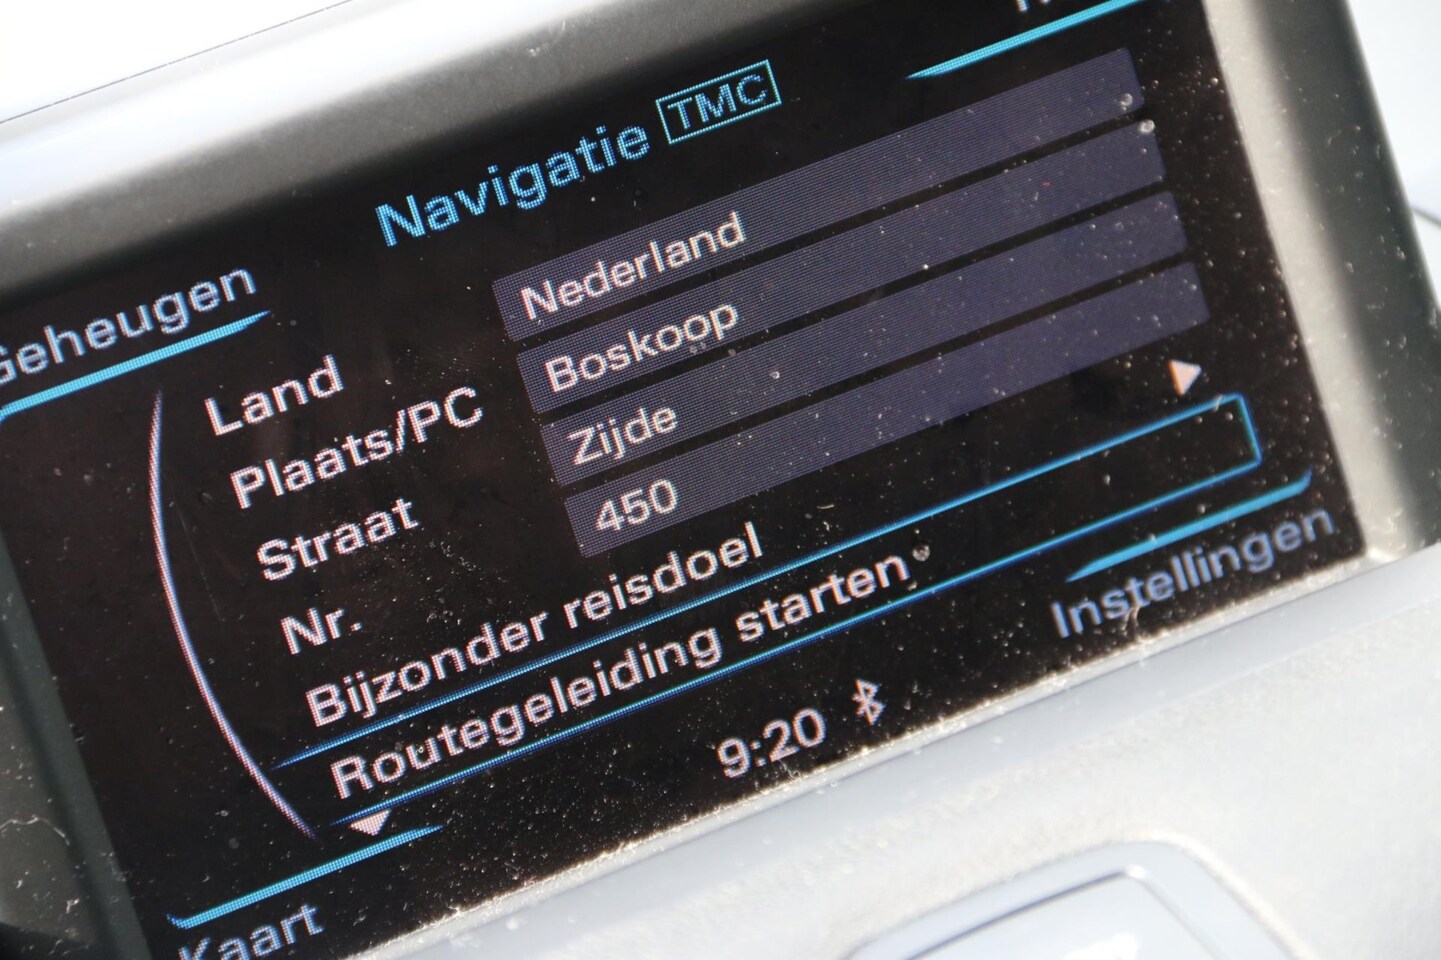 Navigatie TMC
Geheugen
Land Nederland
Plaats/PC Boskoop
Straat Zijde
Nr. 450
Bijzonder reisdoel
Routegeleiding starten
9:20
Instellingen
Kaart